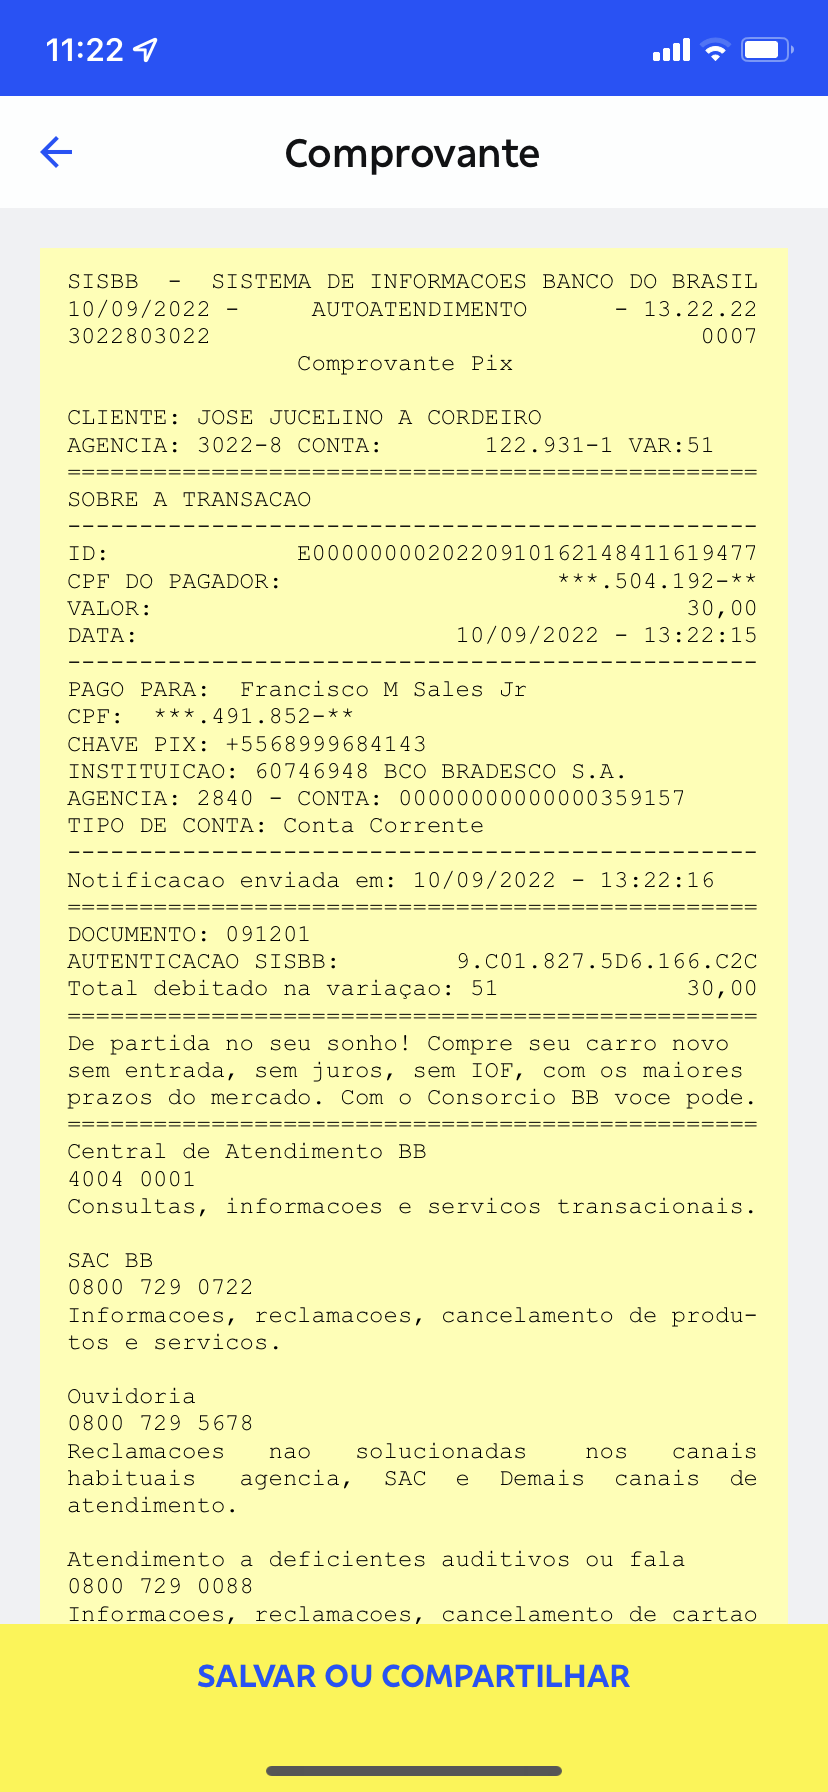 11:22
Comprovante
SISBB - SISTEMA DE INFORMACOES BANCO DO BRASIL
10/09/2022 - AUTOATENDIMENTO - 13.22.22
3022803022 0007
Comprovante Pix
CLIENTE: JOSE JUCELINO A CORDEIRO
AGENCIA: 3022-8 CONTA: 122.931-1 VAR:51
================================================
SOBRE A TRANSACAO
------------------------------------------------
ID: E00000000202209101621484116​19477
CPF DO PAGADOR: ***.504.192-**
VALOR: 30,00
DATA: 10/09/2022 - 13:22:15
------------------------------------------------
PAGO PARA: Francisco M Sales Jr
CPF: ***.491.852-**
CHAVE PIX: +5568999684143
INSTITUICAO: 60746948 BCO BRADESCO S.A.
AGENCIA: 2840 - CONTA: 00000000000000359157
TIPO DE CONTA: Conta Corrente
------------------------------------------------
Notificacao enviada em: 10/09/2022 - 13:22:16
================================================
DOCUMENTO: 091201
AUTENTICACAO SISBB: 9.C01.827.5D6.166.C2C
Total debitado na variaçao: 51 30,00
================================================
De partida no seu sonho! Compre seu carro novo
sem entrada, sem juros, sem IOF, com os maiores
prazos do mercado. Com o Consorcio BB voce pode.
================================================
Central de Atendimento BB
4004 0001
Consultas, informacoes e servicos transacionais.
SAC BB
0800 729 0722
Informacoes, reclamacoes, cancelamento de produ-
tos e servicos.
Ouvidoria
0800 729 5678
Reclamacoes nao solucionadas nos canais
habituais agencia, SAC e Demais canais de
atendimento.
Atendimento a deficientes auditivos ou fala
0800 729 0088
Informacoes, reclamacoes, cancelamento de cartao
SALVAR OU COMPARTILHAR